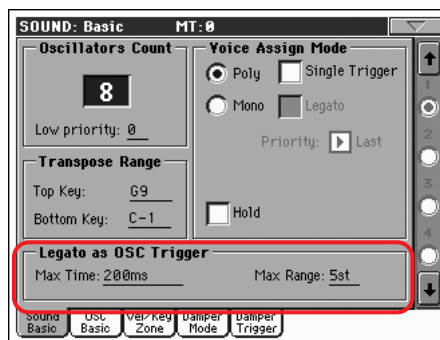 SOUND: Basic MT:0
Oscillators Count
8
Low priority: 0
Transpose Range
Top Key: G9
Bottom Key: C-1
Voice Assign Mode
Poly Single Trigger
Mono Legato
Priority: Last
Hold
Legato as OSC Trigger
Max Time: 200ms Max Range: 5st
1
2
3
4
Sound Basic
OSC Basic
Vel/Key Zone
Damper Mode
Damper Trigger